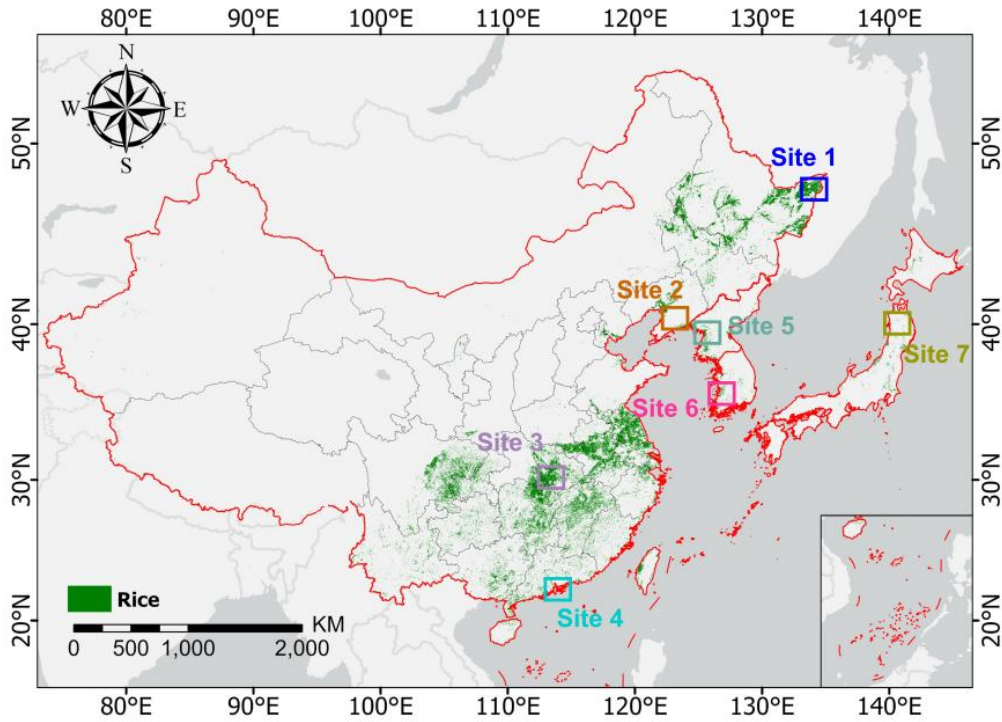 80°E 90°E 100°E 110°E 120°E 130°E 140°E
N
W E
S
50°N 50°N
Site 1
Site 2
40°N 40°N
Site 5
Site 7
Site 6
Site 3
30°N 30°N
Rice
Site 4
KM
20°N 20°N
0 500 1,000 2,000
80°E 90°E 100°E 110°E 120°E 130°E 140°E